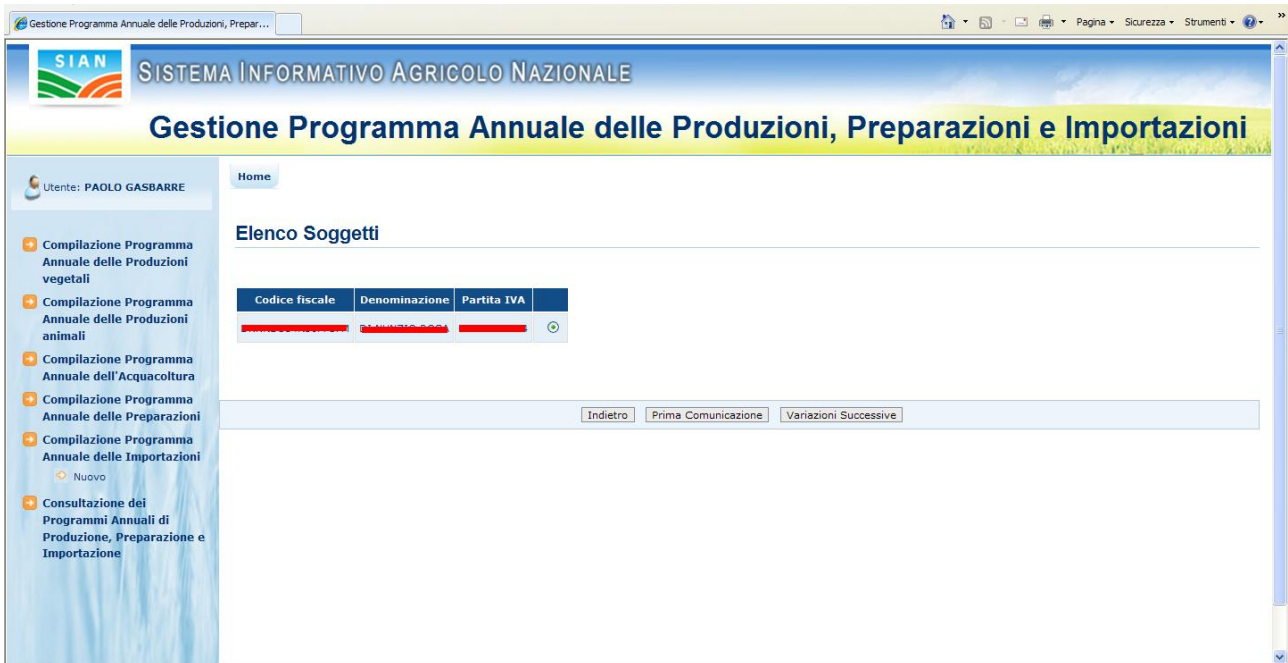 Gestione Programma Annuale delle Produzioni, Prepar...
Pagina Sicurezza Strumenti »
SIAN
SISTEMA INFORMATIVO AGRICOLO NAZIONALE
Gestione Programma Annuale delle Produzioni, Preparazioni e Importazioni
Utente: PAOLO GASBARRE
Home
Compilazione Programma
Annuale delle Produzioni
vegetali
Compilazione Programma
Annuale delle Produzioni
animali
Compilazione Programma
Annuale dell'Acquacoltura
Compilazione Programma
Annuale delle Preparazioni
Compilazione Programma
Annuale delle Importazioni
Nuovo
Consultazione dei
Programmi Annuali di
Produzione, Preparazione e
Importazione
Elenco Soggetti
Codice fiscale Denominazione Partita IVA
Indietro Prima Comunicazione Variazioni Successive